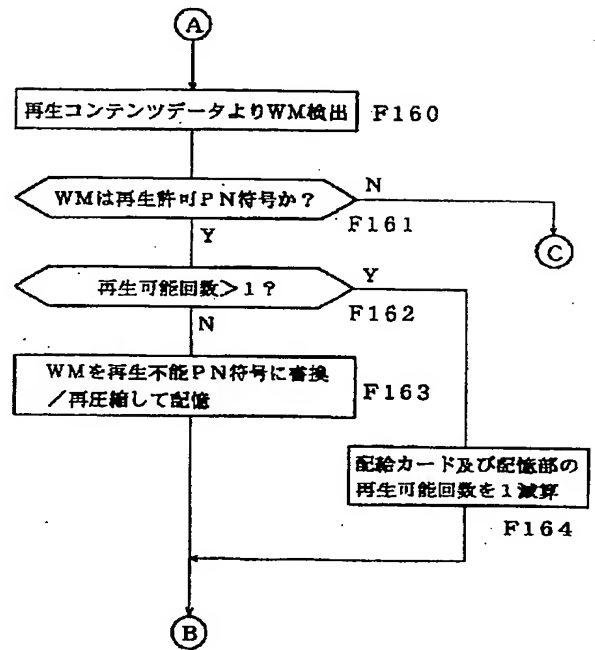 A
再生コンテンツデータよりWM検出 F160
WMは再生許可PN符号か？ N
F161
Y
C
再生可能回数＞1？ Y
F162
N
WMを再生不能PN符号に書換
／再圧縮して記憶
F163
配給カード及び記憶部の
再生可能回数を1減算
F164
B